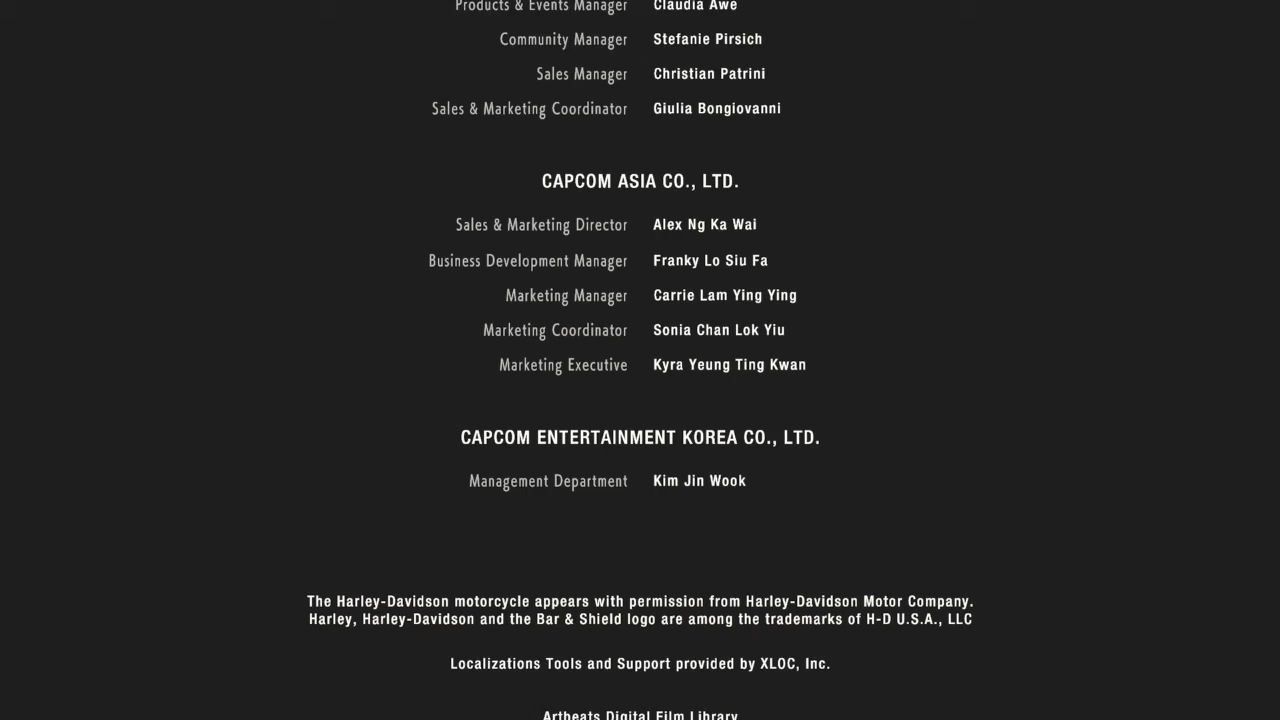 Products & Events Manager Claudia Awe
Community Manager Stefanie Pirsich
Sales Manager Christian Patrini
Sales & Marketing Coordinator Giulia Bongiovanni
CAPCOM ASIA CO., LTD.
Sales & Marketing Director Alex Ng Ka Wai
Business Development Manager Franky Lo Siu Fa
Marketing Manager Carrie Lam Ying Ying
Marketing Coordinator Sonia Chan Lok Yiu
Marketing Executive Kyra Yeung Ting Kwan
CAPCOM ENTERTAINMENT KOREA CO., LTD.
Management Department Kim Jin Wook
The Harley-Davidson motorcycle appears with permission from Harley-Davidson Motor Company.
Harley, Harley-Davidson and the Bar & Shield logo are among the trademarks of H-D U.S.A., LLC
Localizations Tools and Support provided by XLOC, Inc.
Artbeats Digital Film Library